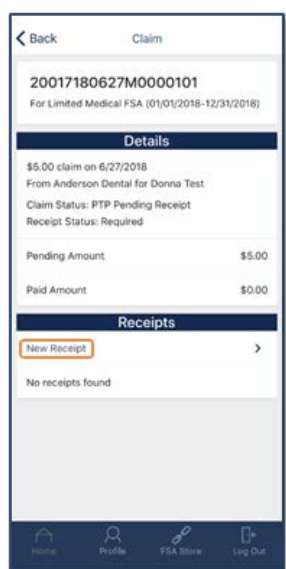 Back Claim
20017180627M0000101
For Limited Medical FSA (01/01/2018-12/31/2018)
Details
$5.00 claim on 6/27/2018
From Anderson Dental for Donna Test
Claim Status: PTP Pending Receipt
Receipt Status: Required
Pending Amount $5.00
Paid Amount $0.00
Receipts
New Receipt
No receipts found
Home Profile FSA Store Log Out